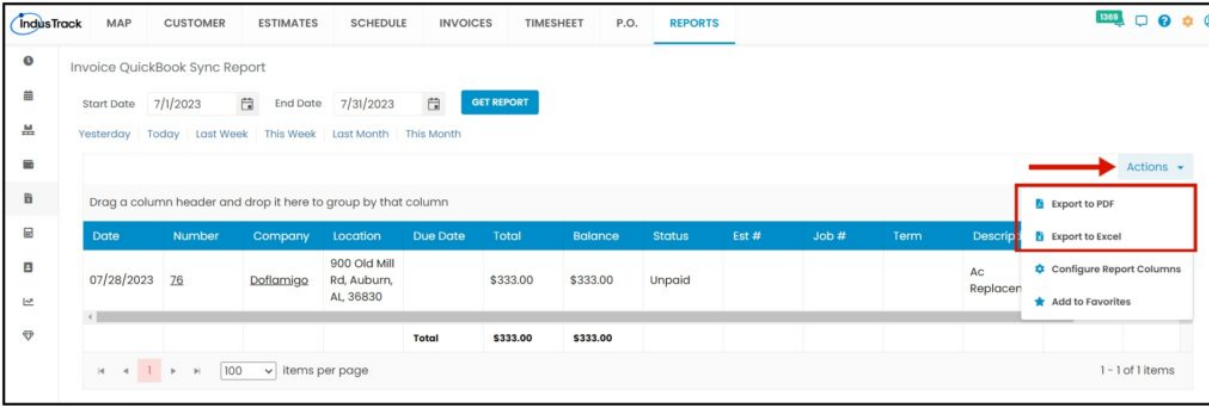 IndusTrack MAP CUSTOMER ESTIMATES SCHEDULE INVOICES TIMESHEET P.O. REPORTS 1369
Invoice QuickBook Sync Report
Start Date 7/1/2023 End Date 7/31/2023 GET REPORT
Yesterday Today Last Week This Week Last Month This Month
Actions
Export to PDF
Export to Excel
Configure Report Columns
Add to Favorites
Drag a column header and drop it here to group by that column
Date Number Company Location Due Date Total Balance Status Est # Job # Term Descrip
07/28/2023 76 Doflamigo 900 Old Mill Rd, Auburn, AL, 36830 $333.00 $333.00 Unpaid Ac Replacen
Total $333.00 $333.00
1 100 items per page 1 - 1 of 1 items